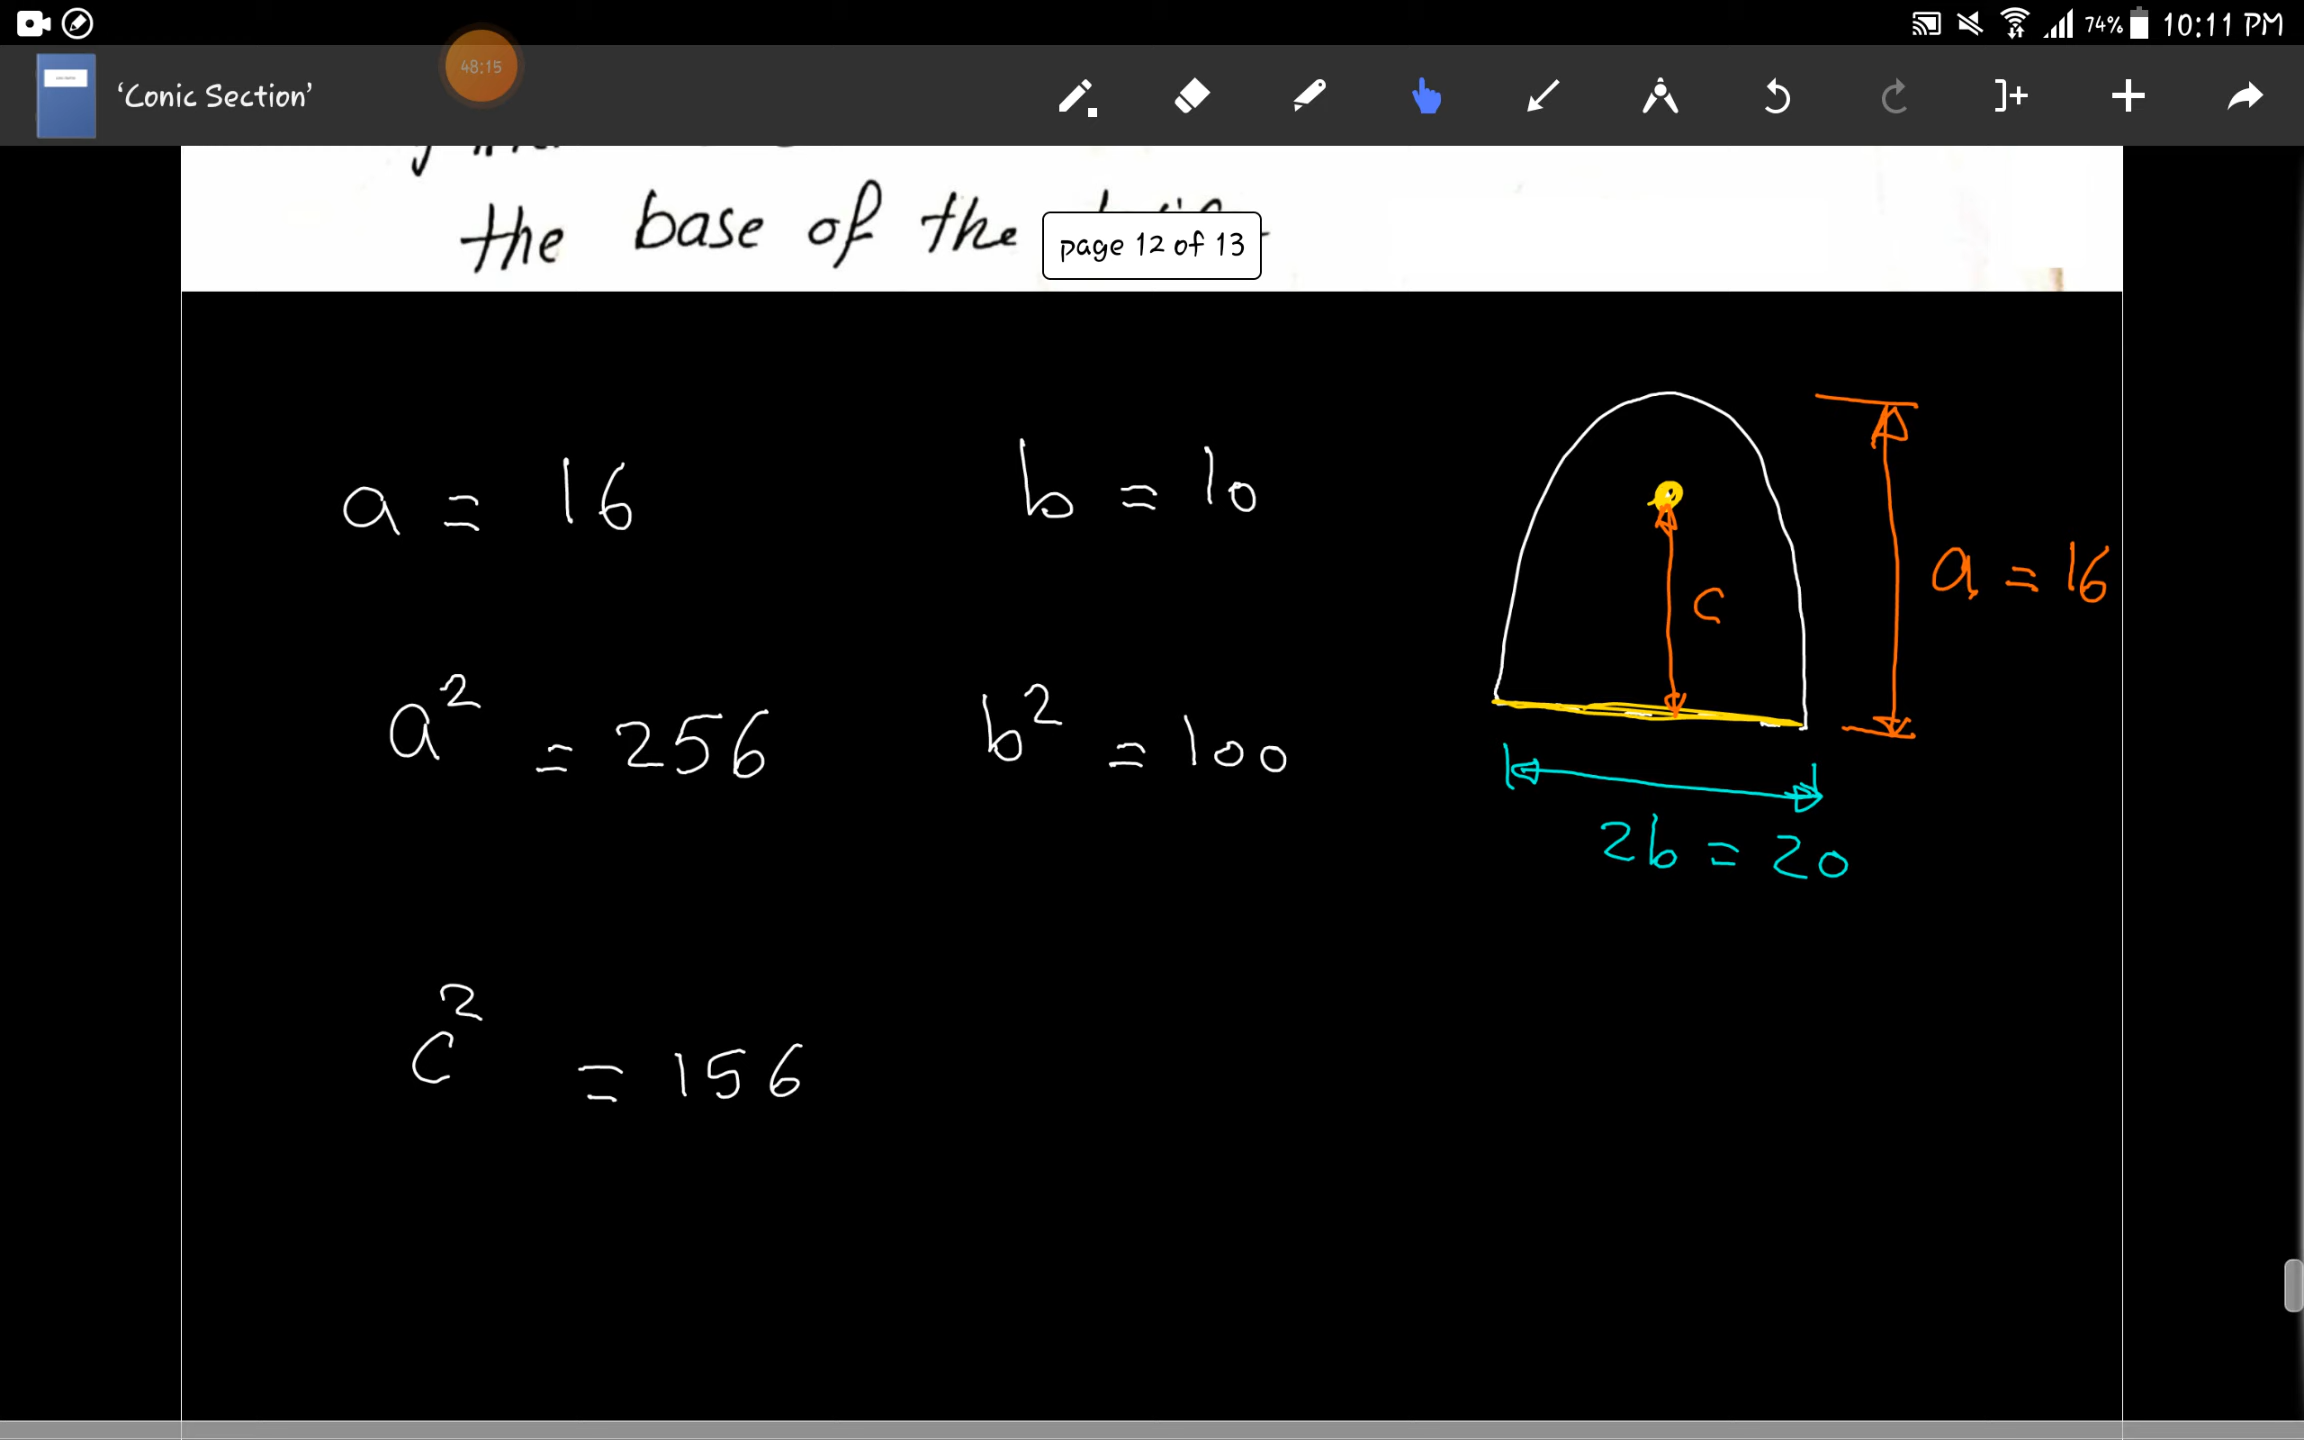 74% 10:11 PM
48:15
‘Conic Section’
the base of the
page 12 of 13
a = 16
b = 10
c
a = 16
a² = 256
b² = 100
2b = 20
c² = 156